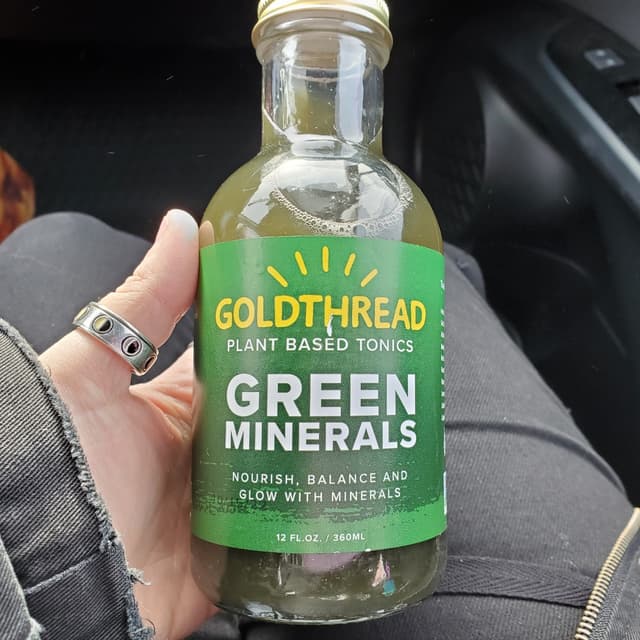 GOLDTHREAD
PLANT BASED TONICS
GREEN
MINERALS
NOURISH, BALANCE AND
GLOW WITH MINERALS
12 FL.OZ. / 360ML